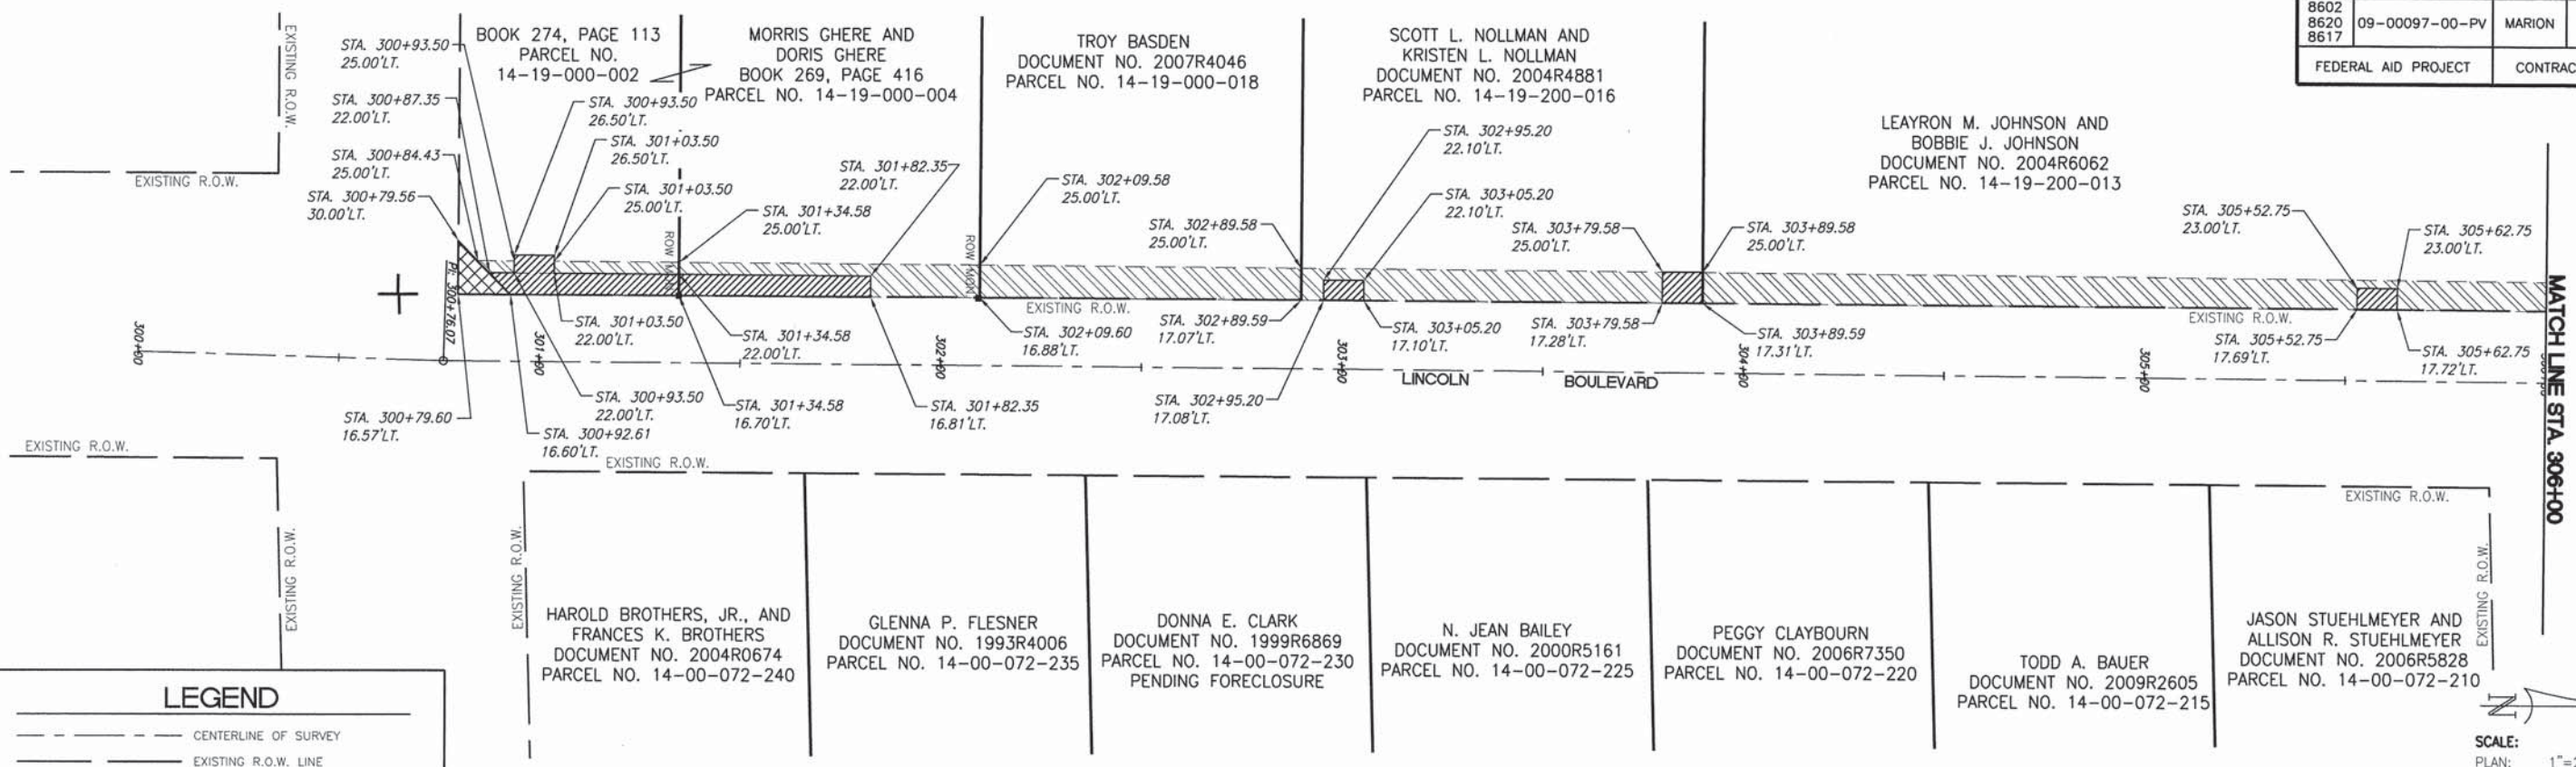 8602
8620
8617
09-00097-00-PV
MARION
FEDERAL AID PROJECT
CONTRAC
EXISTING R.O.W.
EXISTING R.O.W.
BOOK 274, PAGE 113
PARCEL NO.
14-19-000-002
MORRIS GHERE AND
DORIS GHERE
BOOK 269, PAGE 416
PARCEL NO. 14-19-000-004
TROY BASDEN
DOCUMENT NO. 2007R4046
PARCEL NO. 14-19-000-018
SCOTT L. NOLLMAN AND
KRISTEN L. NOLLMAN
DOCUMENT NO. 2004R4881
PARCEL NO. 14-19-200-016
LEAYRON M. JOHNSON AND
BOBBIE J. JOHNSON
DOCUMENT NO. 2004R6062
PARCEL NO. 14-19-200-013
STA. 300+93.50
25.00'LT.
STA. 300+87.35
22.00'LT.
STA. 300+84.43
25.00'LT.
STA. 300+79.56
30.00'LT.
STA. 300+93.50
26.50'LT.
STA. 301+03.50
26.50'LT.
STA. 301+03.50
25.00'LT.
STA. 301+34.58
25.00'LT.
STA. 301+82.35
22.00'LT.
STA. 302+09.58
25.00'LT.
STA. 302+89.58
25.00'LT.
STA. 302+95.20
22.10'LT.
STA. 303+05.20
22.10'LT.
STA. 303+79.58
25.00'LT.
STA. 303+89.58
25.00'LT.
STA. 305+52.75
23.00'LT.
STA. 305+62.75
23.00'LT.
ROW MON
ROW MON
MATCH LINE STA. 306+00
300+00
PI. 300+76.07
301+00
302+00
303+00
304+00
305+00
EXISTING R.O.W.
EXISTING R.O.W.
STA. 301+03.50
22.00'LT.
STA. 301+34.58
22.00'LT.
STA. 302+09.60
16.88'LT.
STA. 302+89.59
17.07'LT.
STA. 303+05.20
17.10'LT.
STA. 303+79.58
17.28'LT.
STA. 303+89.59
17.31'LT.
STA. 305+52.75
17.69'LT.
STA. 305+62.75
17.72'LT.
LINCOLN BOULEVARD
STA. 300+79.60
16.57'LT.
STA. 300+93.50
22.00'LT.
STA. 300+92.61
16.60'LT.
STA. 301+34.58
16.70'LT.
STA. 301+82.35
16.81'LT.
STA. 302+95.20
17.08'LT.
EXISTING R.O.W.
EXISTING R.O.W.
EXISTING R.O.W.
EXISTING R.O.W.
EXISTING R.O.W.
EXISTING R.O.W.
HAROLD BROTHERS, JR., AND
FRANCES K. BROTHERS
DOCUMENT NO. 2004R0674
PARCEL NO. 14-00-072-240
GLENNA P. FLESNER
DOCUMENT NO. 1993R4006
PARCEL NO. 14-00-072-235
DONNA E. CLARK
DOCUMENT NO. 1999R6869
PARCEL NO. 14-00-072-230
PENDING FORECLOSURE
N. JEAN BAILEY
DOCUMENT NO. 2000R5161
PARCEL NO. 14-00-072-225
PEGGY CLAYBOURN
DOCUMENT NO. 2006R7350
PARCEL NO. 14-00-072-220
TODD A. BAUER
DOCUMENT NO. 2009R2605
PARCEL NO. 14-00-072-215
JASON STUEHLMEYER AND
ALLISON R. STUEHLMEYER
DOCUMENT NO. 2006R5828
PARCEL NO. 14-00-072-210
LEGEND
CENTERLINE OF SURVEY
EXISTING R.O.W. LINE
N
SCALE:
PLAN: